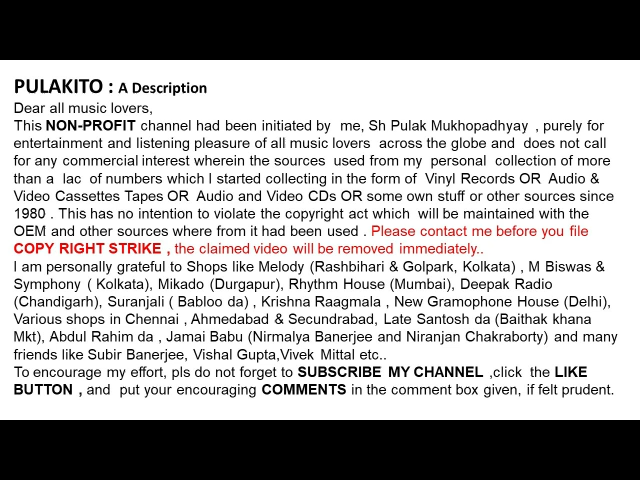 PULAKITO : A Description
Dear all music lovers,
This NON-PROFIT channel had been initiated by me, Sh Pulak Mukhopadhyay , purely for
entertainment and listening pleasure of all music lovers across the globe and does not call
for any commercial interest wherein the sources used from my personal collection of more
than a lac of numbers which I started collecting in the form of Vinyl Records OR Audio &
Video Cassettes Tapes OR Audio and Video CDs OR some own stuff or other sources since
1980 . This has no intention to violate the copyright act which will be maintained with the
OEM and other sources where from it had been used . Please contact me before you file
COPY RIGHT STRIKE , the claimed video will be removed immediately..
I am personally grateful to Shops like Melody (Rashbihari & Golpark, Kolkata) , M Biswas &
Symphony ( Kolkata), Mikado (Durgapur), Rhythm House (Mumbai), Deepak Radio
(Chandigarh), Suranjali ( Babloo da) , Krishna Raagmala , New Gramophone House (Delhi),
Various shops in Chennai , Ahmedabad & Secundrabad, Late Santosh da (Baithak khana
Mkt), Abdul Rahim da , Jamai Babu (Nirmalya Banerjee and Niranjan Chakraborty) and many
friends like Subir Banerjee, Vishal Gupta,Vivek Mittal etc..
To encourage my effort, pls do not forget to SUBSCRIBE MY CHANNEL ,click the LIKE
BUTTON , and put your encouraging COMMENTS in the comment box given, if felt prudent.